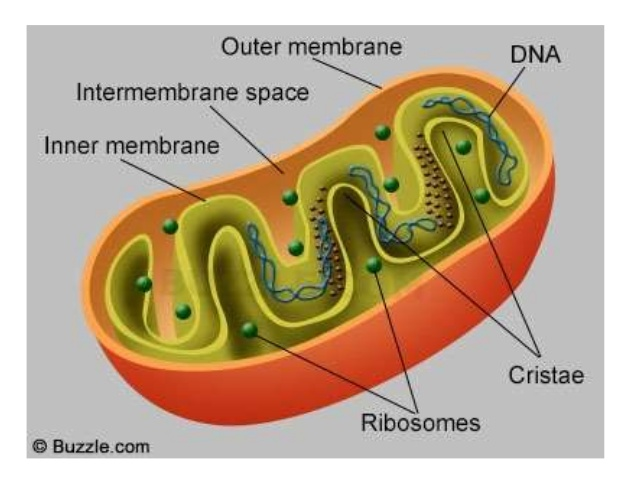 Outer membrane
DNA
Intermembrane space
Inner membrane
Cristae
Ribosomes
© Buzzle.com